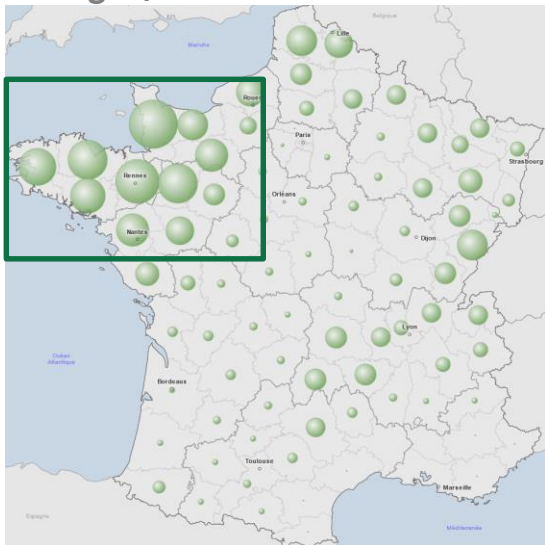 Belgique
Lille
Manche
Rouen
Paris
Strasbourg
Rennes
Orléans
Nantes
Dijon
Lyon
Océan
Atlantique
Bordeaux
Toulouse
Marseille
Espagne
Méditerranée